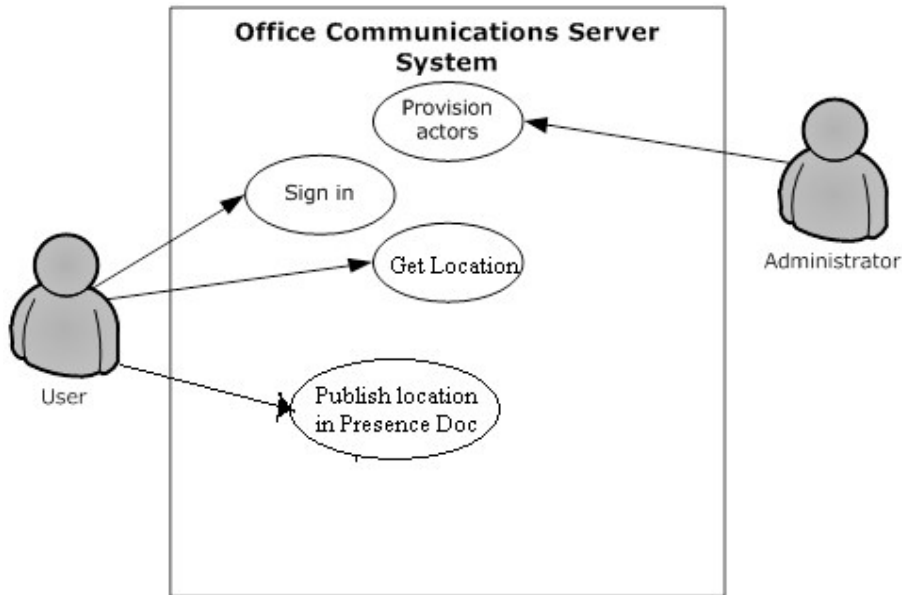 Office Communications Server
System
Provision
actors
Sign in
Get Location
Administrator
User
Publish location
in Presence Doc